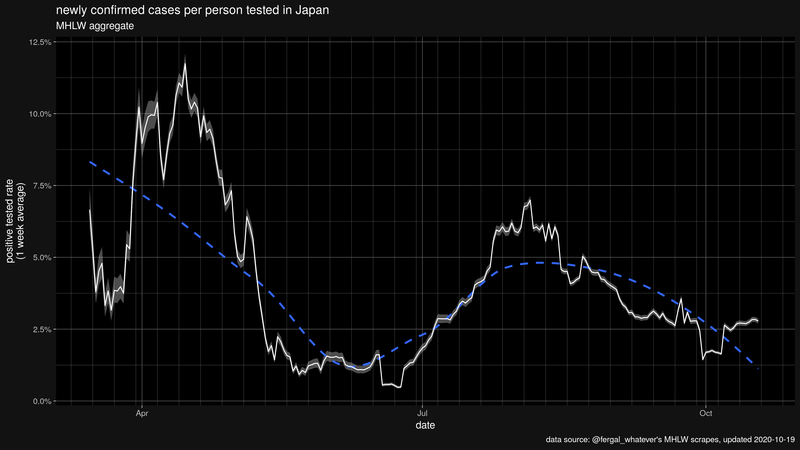 newly confirmed cases per person tested in Japan
MHLW aggregate
12.5%
10.0%
7.5%
5.0%
2.5%
0.0%
positive tested rate
(1 week average)
Apr
Jul
Oct
date
data source: @fergal_whatever's MHLW scrapes, updated 2020-10-19